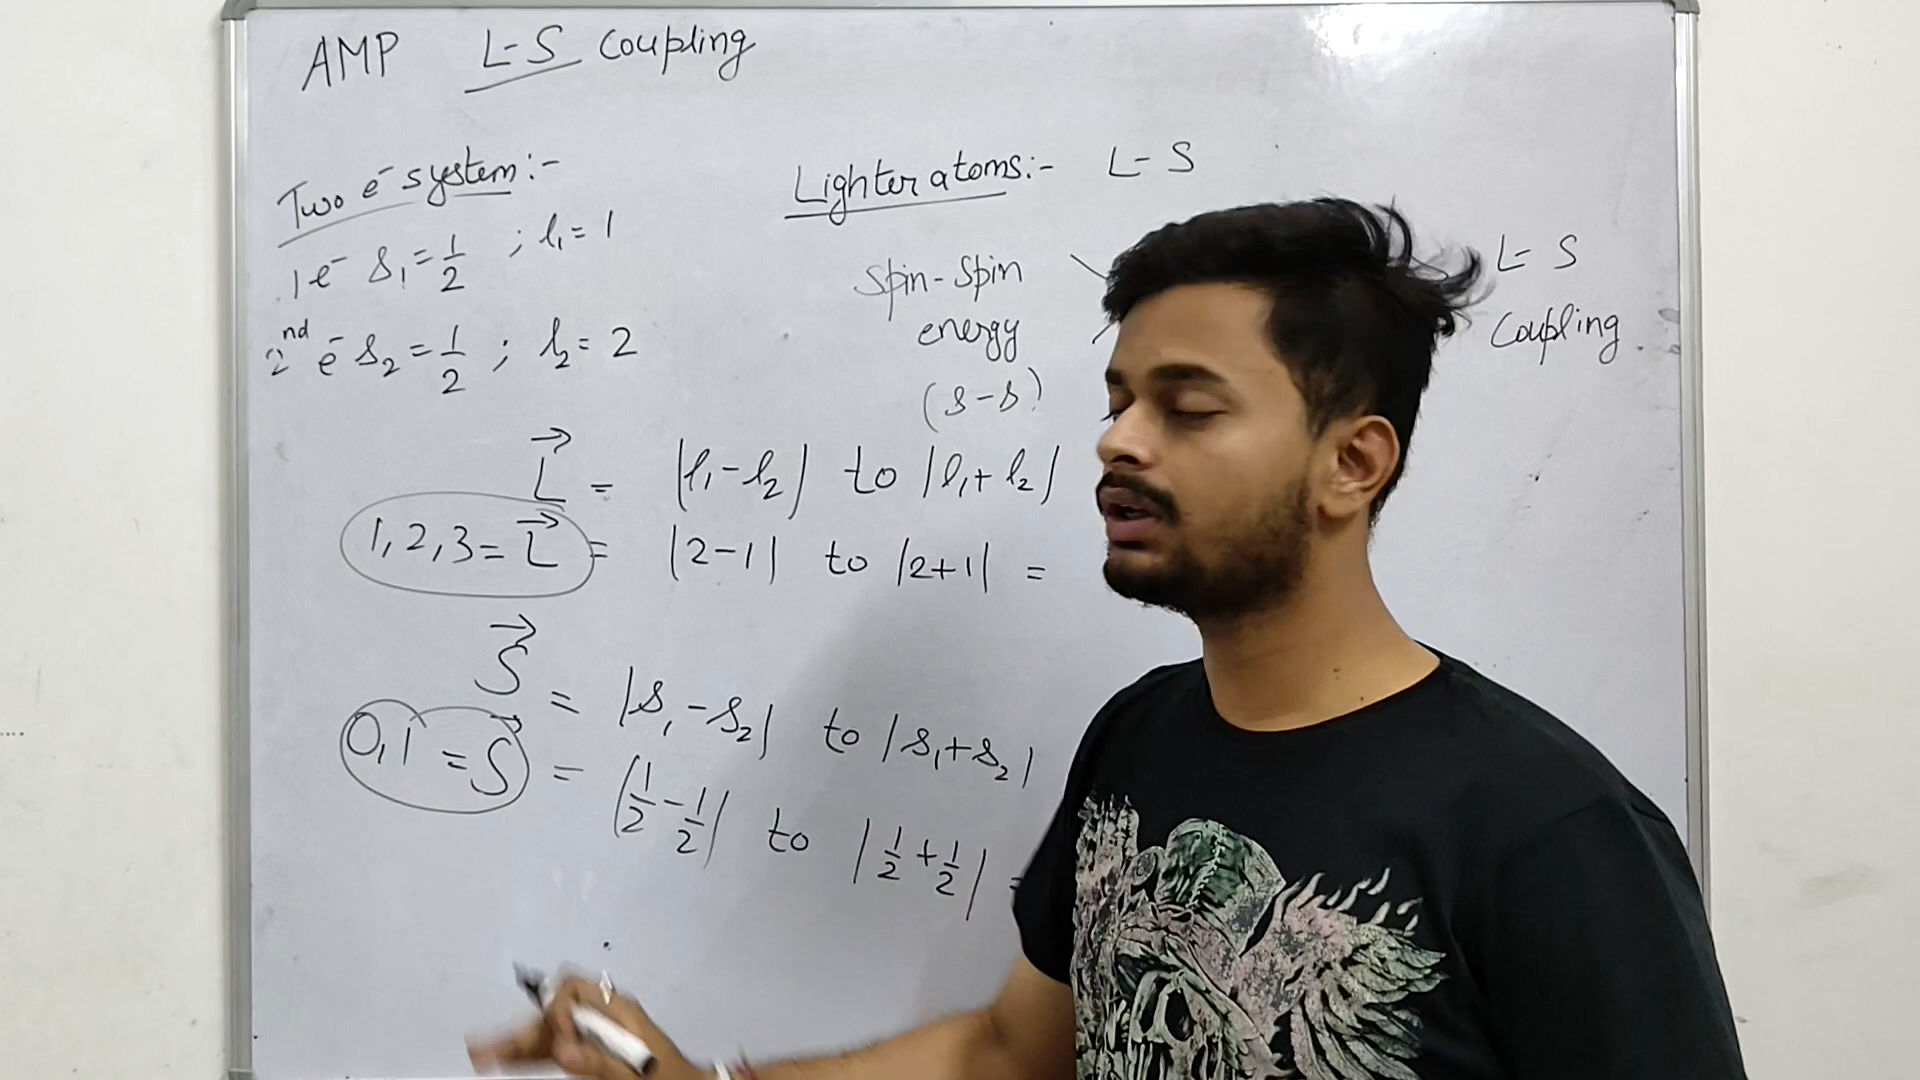 AMP L-S Coupling
Two e⁻ system:-
1 e⁻ s₁ = 1/2 ; l₁ = 1
2nd e⁻ s₂ = 1/2 ; l₂ = 2
L⃗ = |l₁ - l₂| to |l₁ + l₂|
1, 2, 3 = L⃗ = |2 - 1| to |2 + 1| =
S⃗ = |s₁ - s₂| to |s₁ + s₂|
0, 1 = S⃗ = |1/2 - 1/2| to |1/2 + 1/2| =
Lighter atoms:- L-S
Spin-Spin
energy
(s-s)
L-S
Coupling